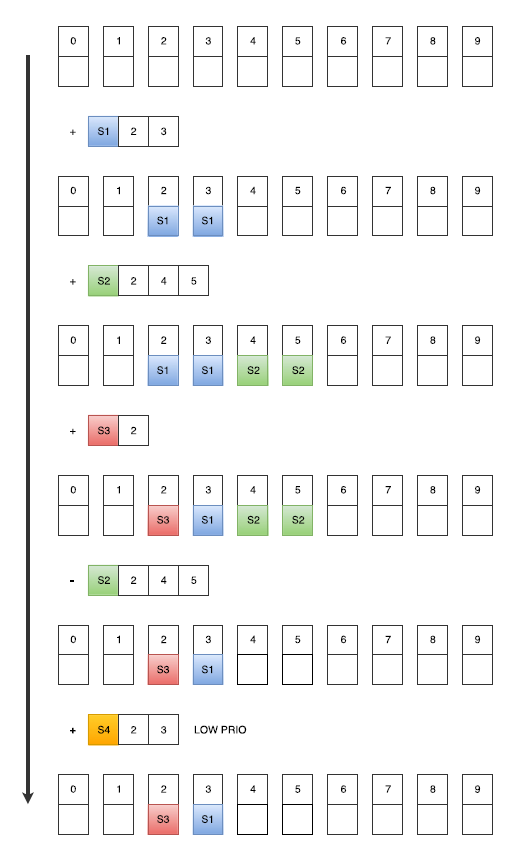 0 1 2 3 4 5 6 7 8 9
+ S1 2 3
0 1 2 3 4 5 6 7 8 9
S1 S1
+ S2 2 4 5
0 1 2 3 4 5 6 7 8 9
S1 S1 S2 S2
+ S3 2
0 1 2 3 4 5 6 7 8 9
S3 S1 S2 S2
- S2 2 4 5
0 1 2 3 4 5 6 7 8 9
S3 S1
+ S4 2 3 LOW PRIO
0 1 2 3 4 5 6 7 8 9
S3 S1